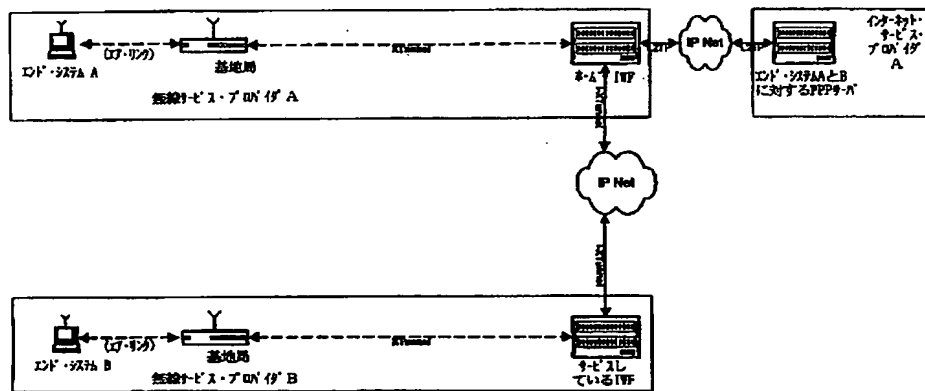 (エア・リンク)
エンド・システム A
基地局
無線サービス・プロバイダ A
ホーム IWF
IP Net
エンド・システムAとB
に対するPPPサーバ
インターネット・
サービス・
プロバイダ
A
IP Net
(エア・リンク)
エンド・システム B
基地局
無線サービス・プロバイダ B
サービスし
ているIWF